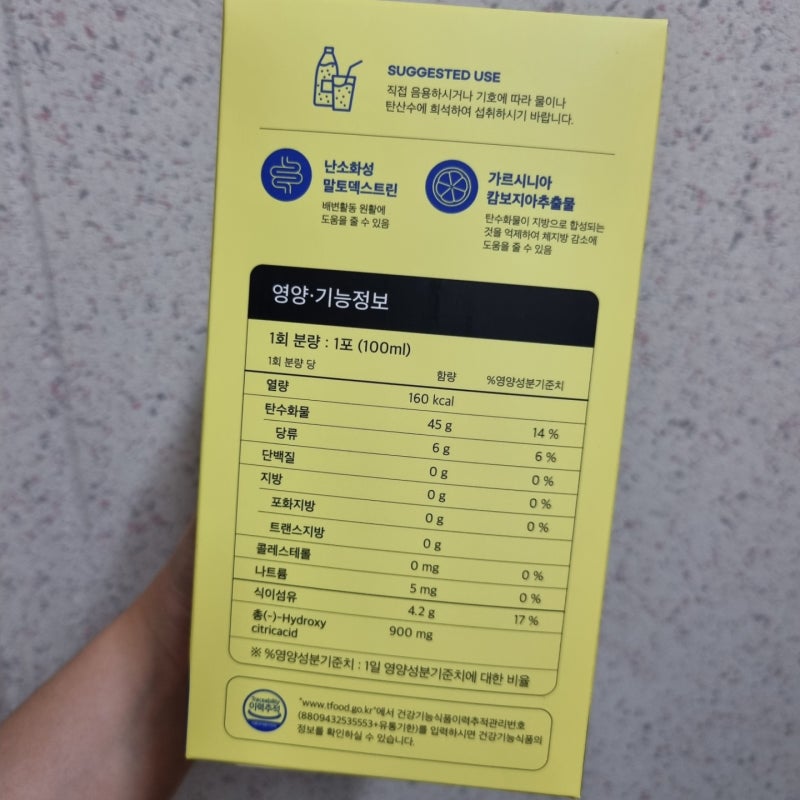 SUGGESTED USE
직접 음용하시거나 기호에 따라 물이나
탄산수에 희석하여 섭취하시기 바랍니다.
난소화성
말토덱스트린
배변활동 원활에
도움을 줄 수 있음
가르시니아
캄보지아추출물
탄수화물이 지방으로 합성되는
것을 억제하여 체지방 감소에
도움을 줄 수 있음
영양·기능정보
1회 분량 : 1포 (100ml)
1회 분량 당 함량 %영양성분기준치
열량 160 kcal
탄수화물 45 g 14 %
당류 6 g 6 %
단백질 0 g 0 %
지방 0 g 0 %
포화지방 0 g 0 %
트랜스지방 0 g
콜레스테롤 0 mg 0 %
나트륨 5 mg 0 %
식이섬유 4.2 g 17 %
총(-)-Hydroxy
citricacid 900 mg
※ %영양성분기준치 : 1일 영양성분기준치에 대한 비율
Traceability
이력추적
"www.tfood.go.kr"에서 건강기능식품이력추적관리번호
(8809432535553+유통기한)를 입력하시면 건강기능식품의
정보를 확인하실 수 있습니다.